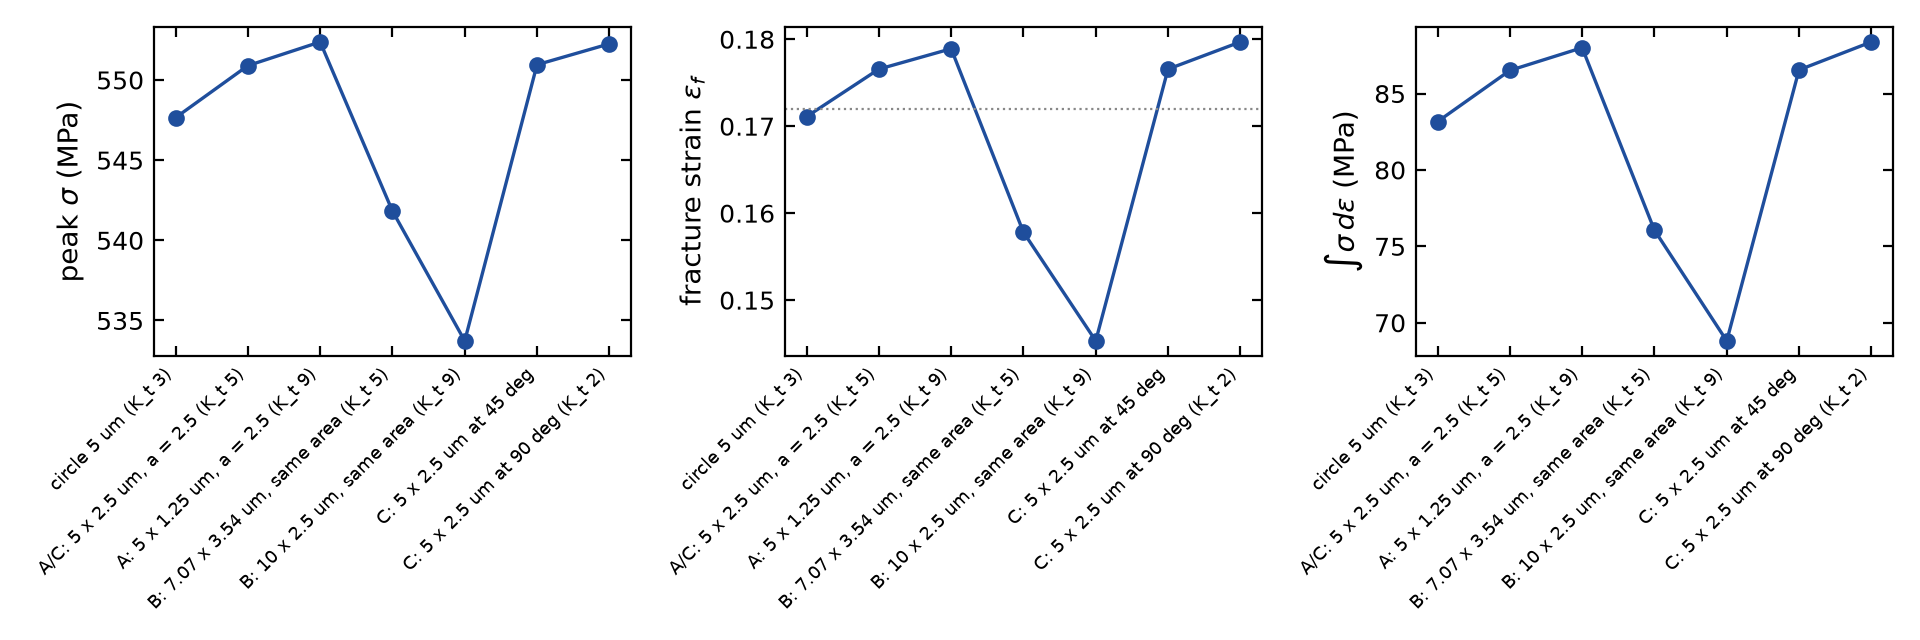 peak σ (MPa)
550
545
540
535
circle 5 um (K_t 3)
A/C: 5 x 2.5 um, a = 2.5 (K_t 5)
A: 5 x 1.25 um, a = 2.5 (K_t 9)
B: 7.07 x 3.54 um, same area (K_t 5)
B: 10 x 2.5 um, same area (K_t 9)
C: 5 x 2.5 um at 45 deg
C: 5 x 2.5 um at 90 deg (K_t 2)
fracture strain ε_f
0.18
0.17
0.16
0.15
circle 5 um (K_t 3)
A/C: 5 x 2.5 um, a = 2.5 (K_t 5)
A: 5 x 1.25 um, a = 2.5 (K_t 9)
B: 7.07 x 3.54 um, same area (K_t 5)
B: 10 x 2.5 um, same area (K_t 9)
C: 5 x 2.5 um at 45 deg
C: 5 x 2.5 um at 90 deg (K_t 2)
∫ σ dε (MPa)
85
80
75
70
circle 5 um (K_t 3)
A/C: 5 x 2.5 um, a = 2.5 (K_t 5)
A: 5 x 1.25 um, a = 2.5 (K_t 9)
B: 7.07 x 3.54 um, same area (K_t 5)
B: 10 x 2.5 um, same area (K_t 9)
C: 5 x 2.5 um at 45 deg
C: 5 x 2.5 um at 90 deg (K_t 2)